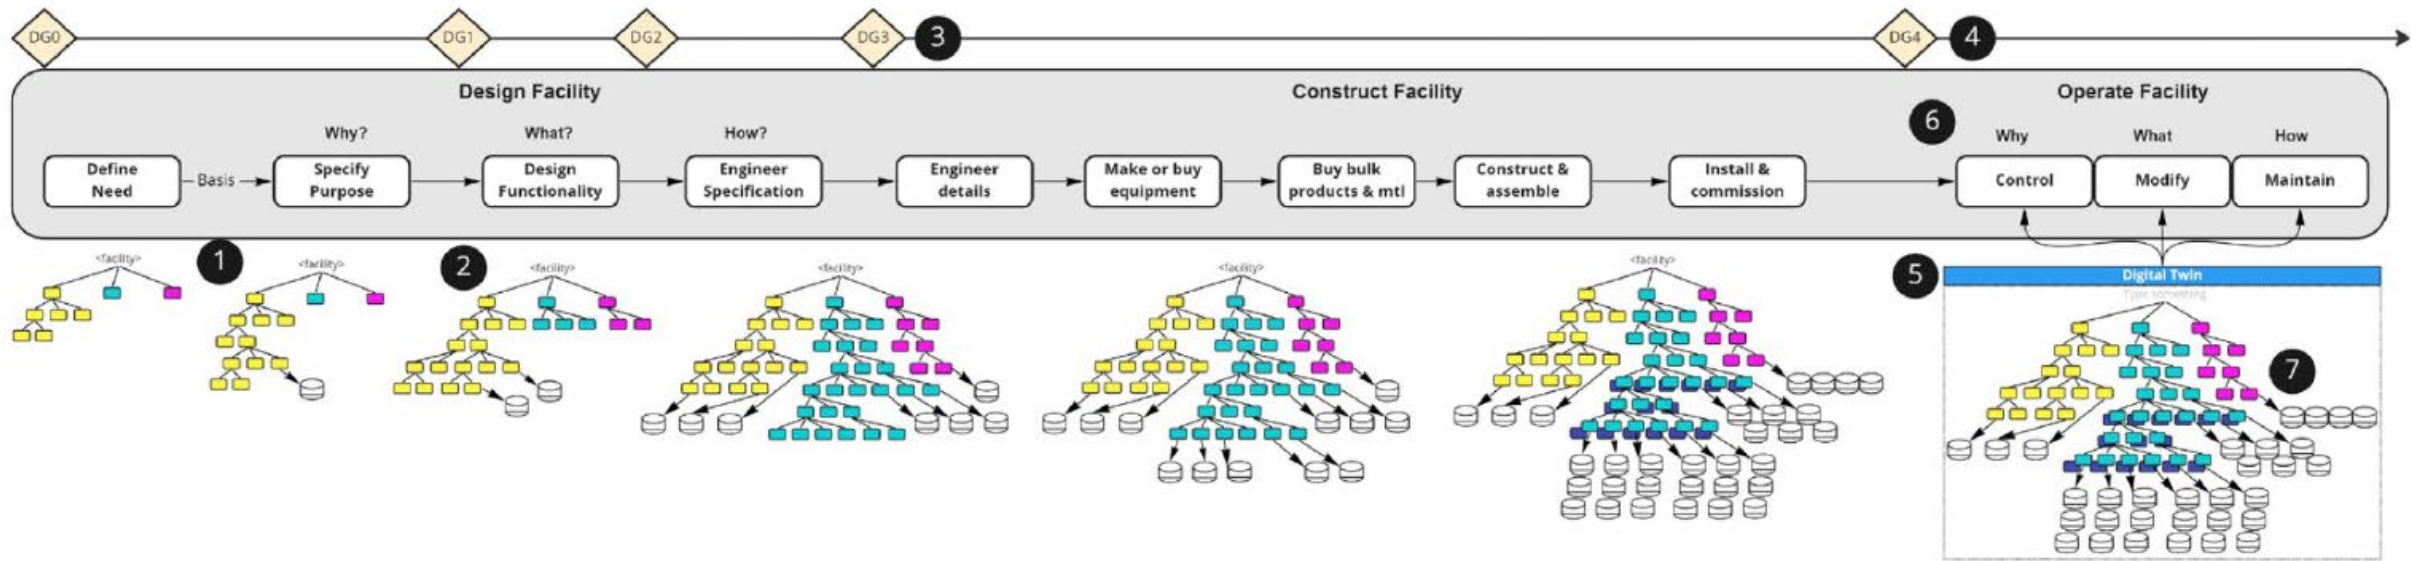 DG0
DG1
DG2
DG3
3
DG4
4
Design Facility
Construct Facility
Operate Facility
6
Why?
What?
How?
Why
What
How
Define
Need
Basis
Specify
Purpose
Design
Functionality
Engineer
Specification
Engineer
details
Make or buy
equipment
Buy bulk
products & mtl
Construct &
assemble
Install &
commission
Control
Modify
Maintain
<facility>
1
<facility>
2
<facility>
<facility>
<facility>
<facility>
5
Digital Twin
Type something
7